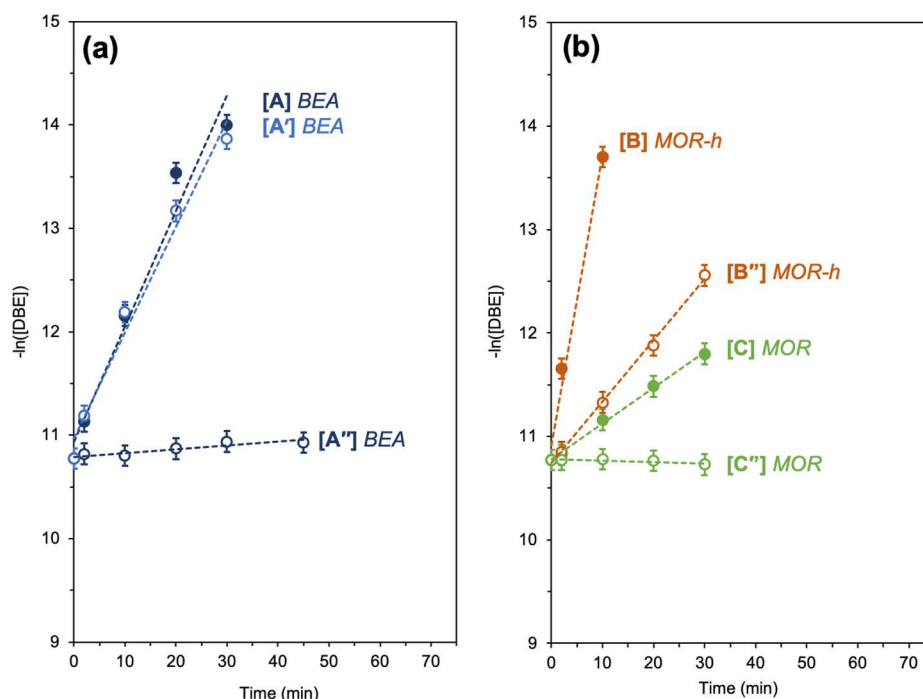 (a)
15
14
13
12
11
10
9
-ln([DBE])
[A] BEA
[A′] BEA
[A″] BEA
0 10 20 30 40 50 60 70
Time (min)
(b)
15
14
13
12
11
10
9
-ln([DBE])
[B] MOR-h
[B″] MOR-h
[C] MOR
[C″] MOR
0 10 20 30 40 50 60 70
Time (min)